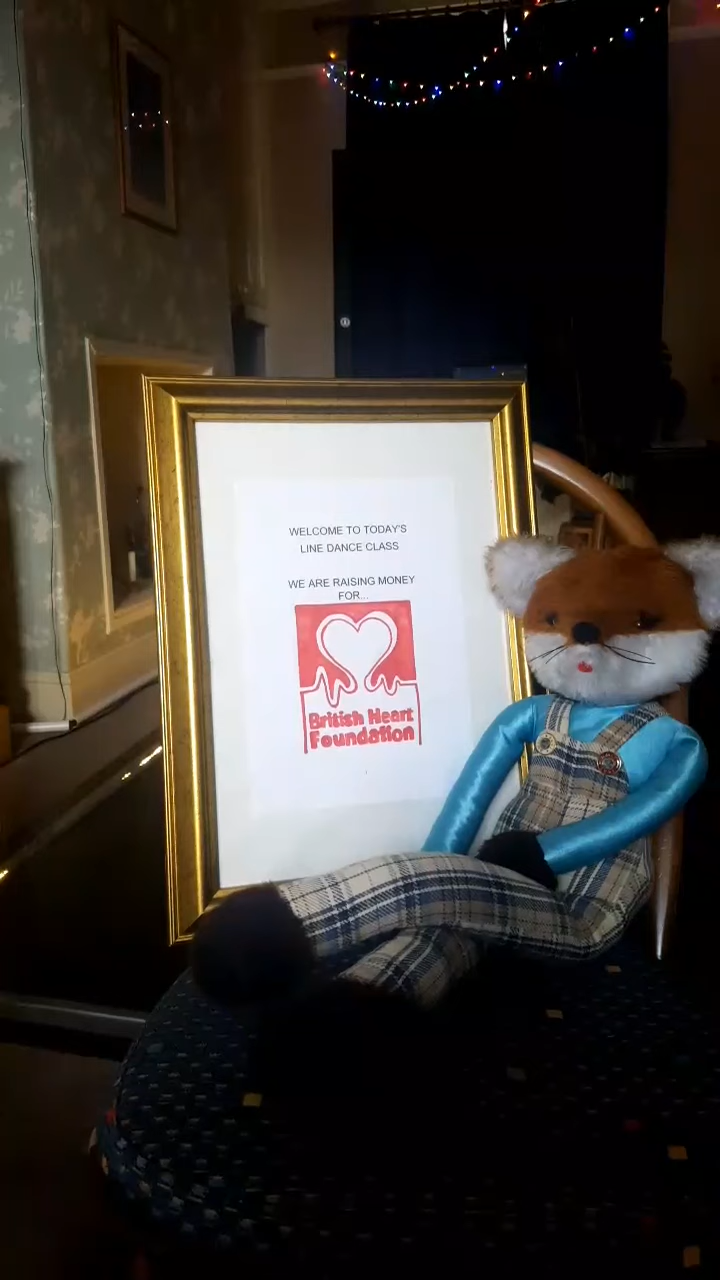 WELCOME TO TODAY'S
LINE DANCE CLASS
WE ARE RAISING MONEY
FOR...
British Heart
Foundation